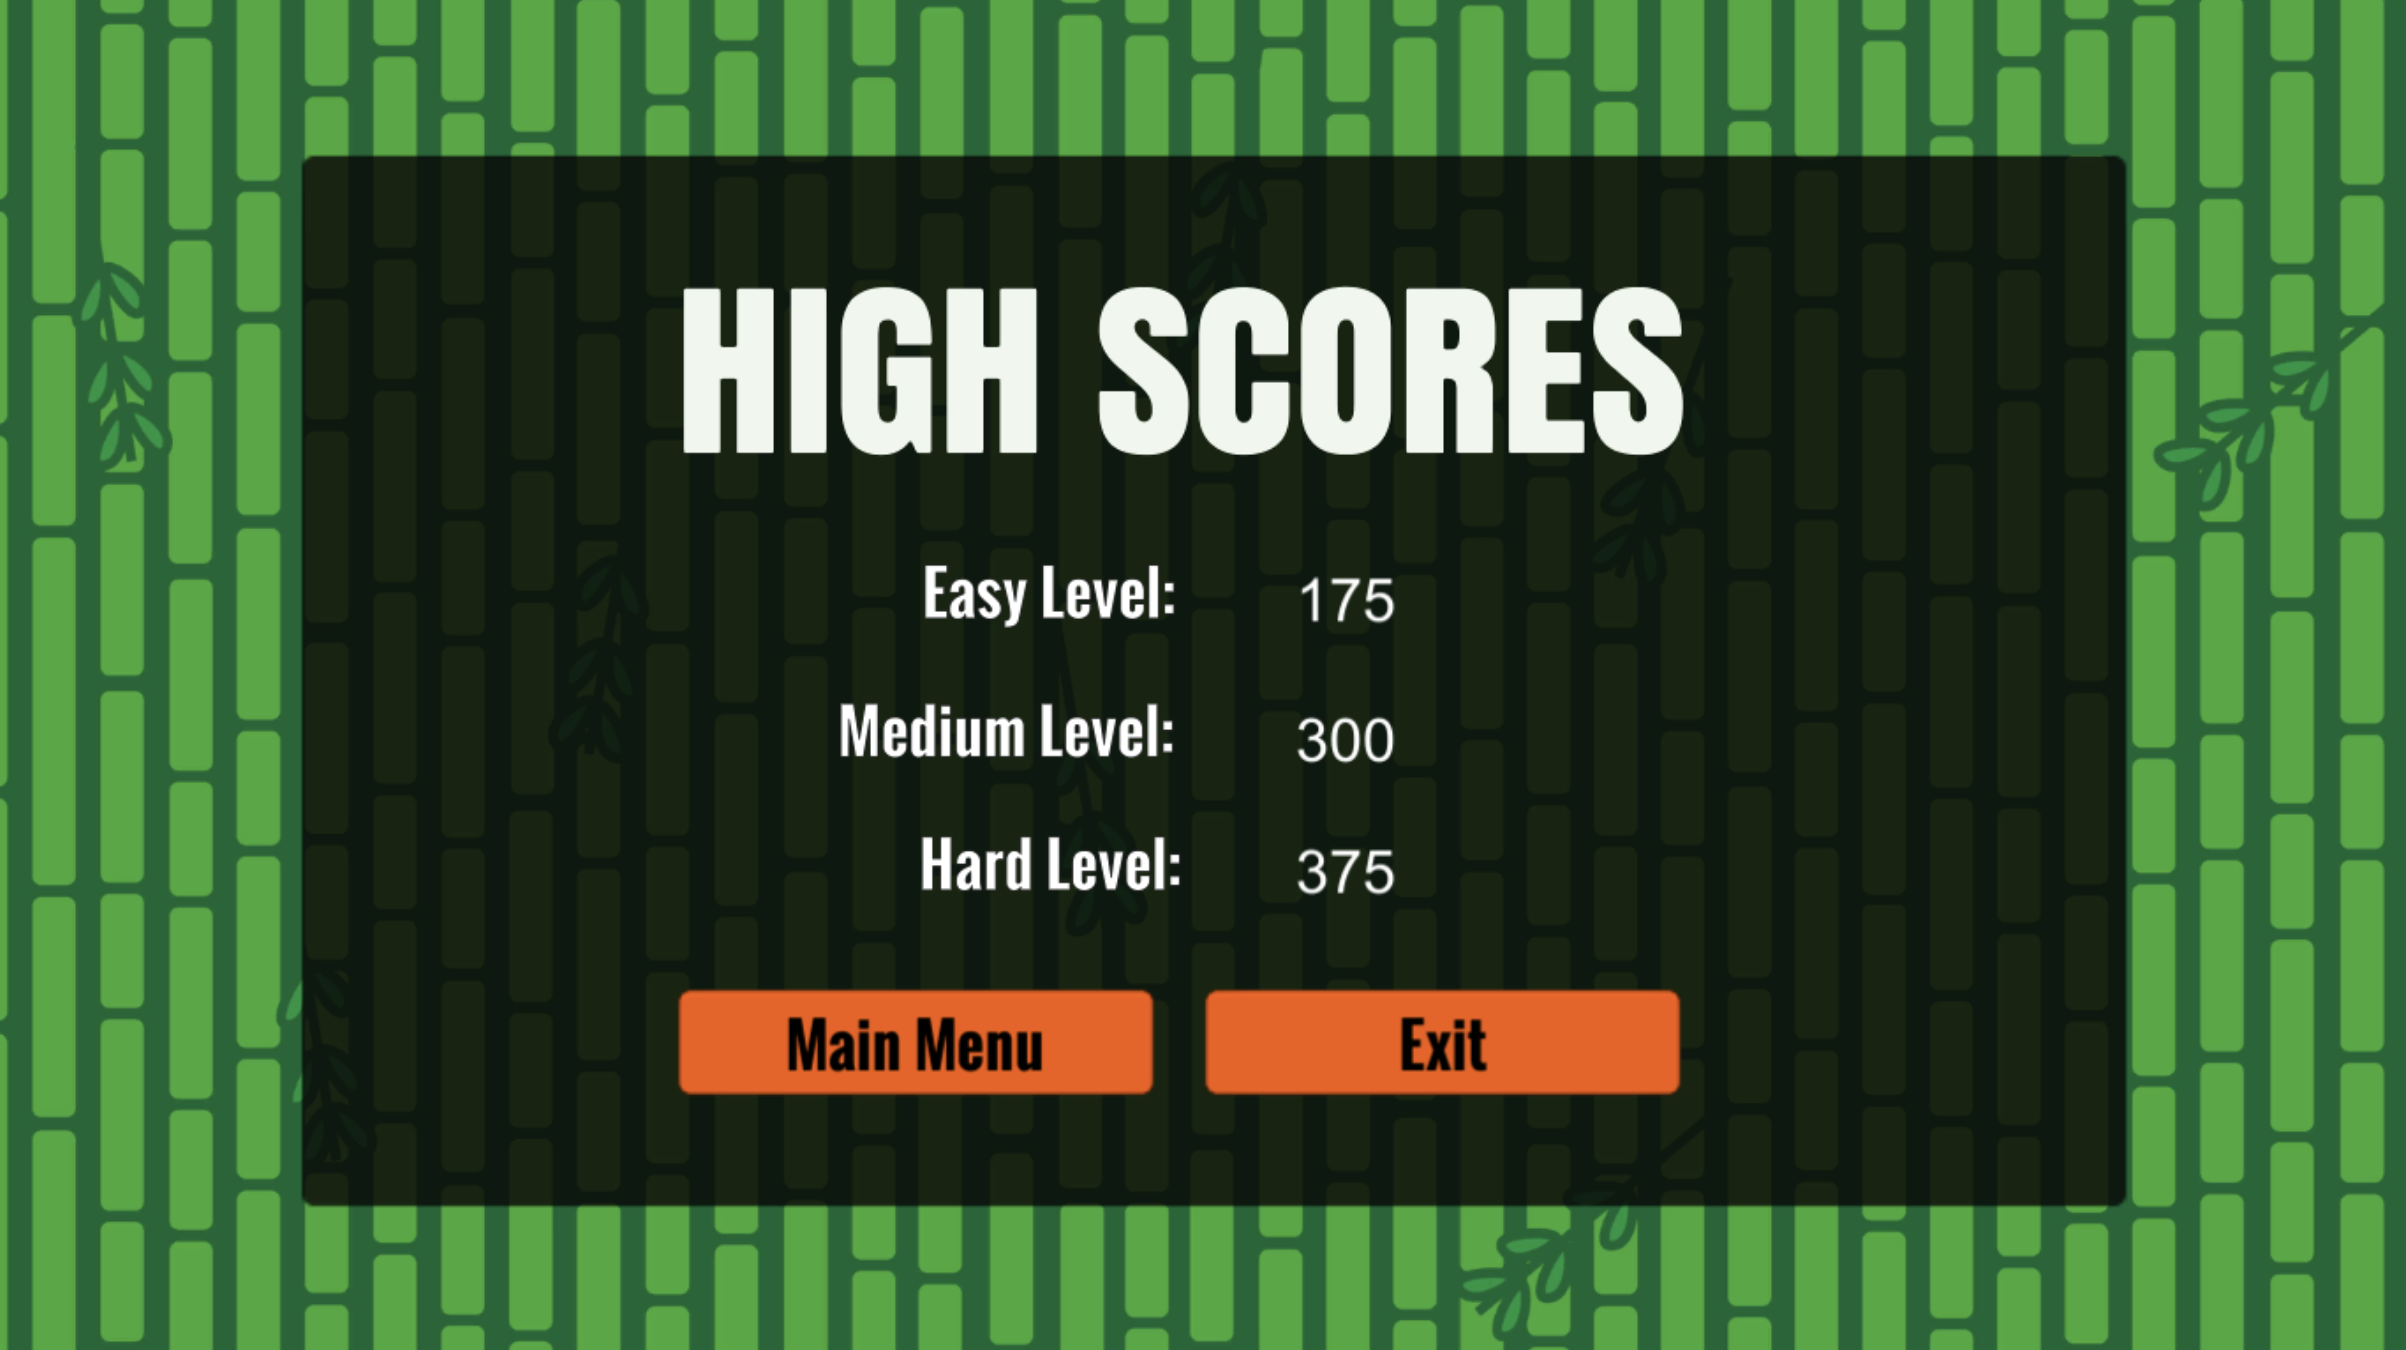 HIGH SCORES
Easy Level: 175
Medium Level: 300
Hard Level: 375
Main Menu Exit